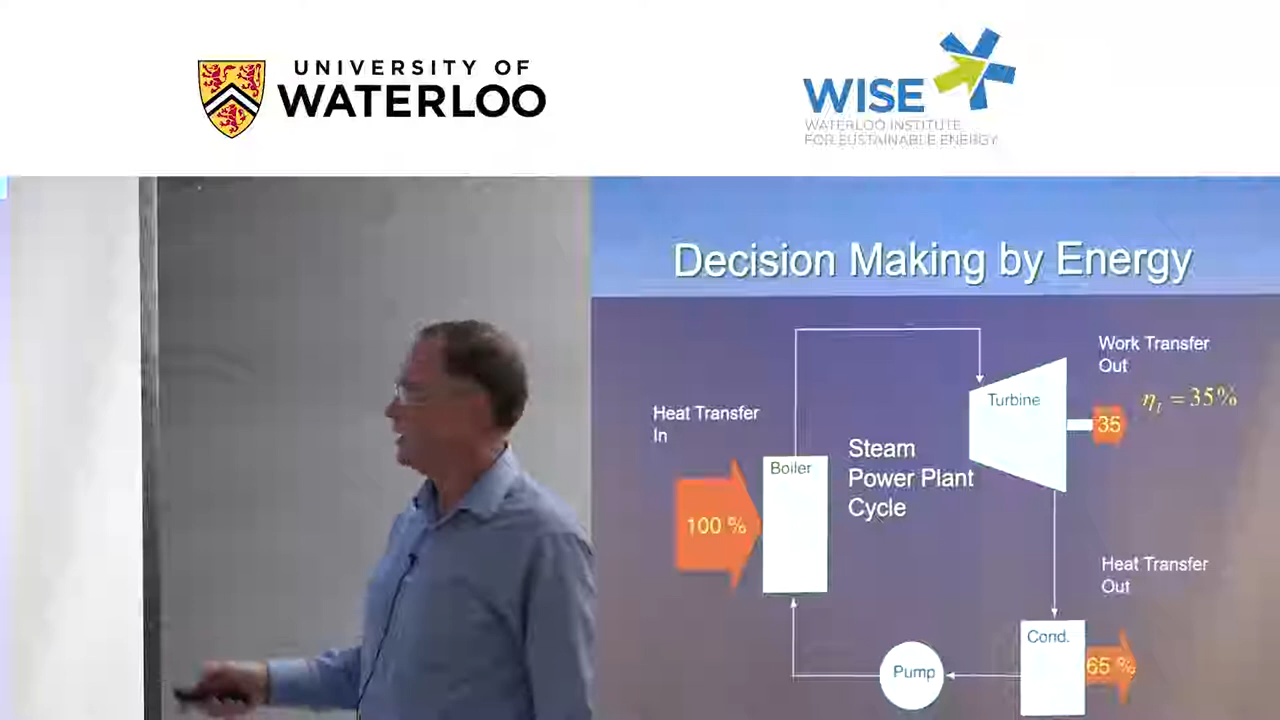 UNIVERSITY OF
WATERLOO
WISE
WATERLOO INSTITUTE
FOR SUSTAINABLE ENERGY
Decision Making by Energy
Work Transfer
Out
Turbine
η_I = 35%
35
Heat Transfer
In
Steam
Power Plant
Cycle
Boiler
100 %
Heat Transfer
Out
Cond.
65 %
Pump